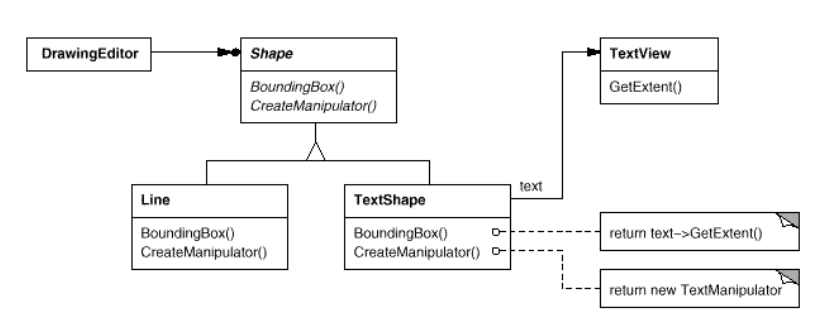 DrawingEditor
Shape
BoundingBox()
CreateManipulator()
TextView
GetExtent()
text
Line
BoundingBox()
CreateManipulator()
TextShape
BoundingBox()
CreateManipulator()
return text->GetExtent()
return new TextManipulator